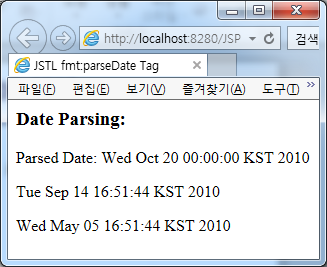 http://localhost:8280/JSP
검색
JSTL fmt:parseDate Tag
파일(F) 편집(E) 보기(V) 즐겨찾기(A) 도구(T) »
Date Parsing:
Parsed Date: Wed Oct 20 00:00:00 KST 2010
Tue Sep 14 16:51:44 KST 2010
Wed May 05 16:51:44 KST 2010